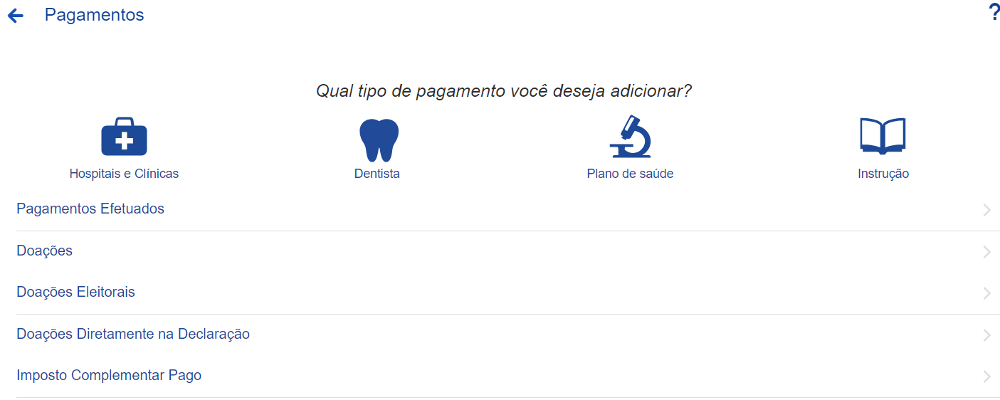 Pagamentos
?
Qual tipo de pagamento você deseja adicionar?
Hospitais e Clínicas
Dentista
Plano de saúde
Instrução
Pagamentos Efetuados
Doações
Doações Eleitorais
Doações Diretamente na Declaração
Imposto Complementar Pago